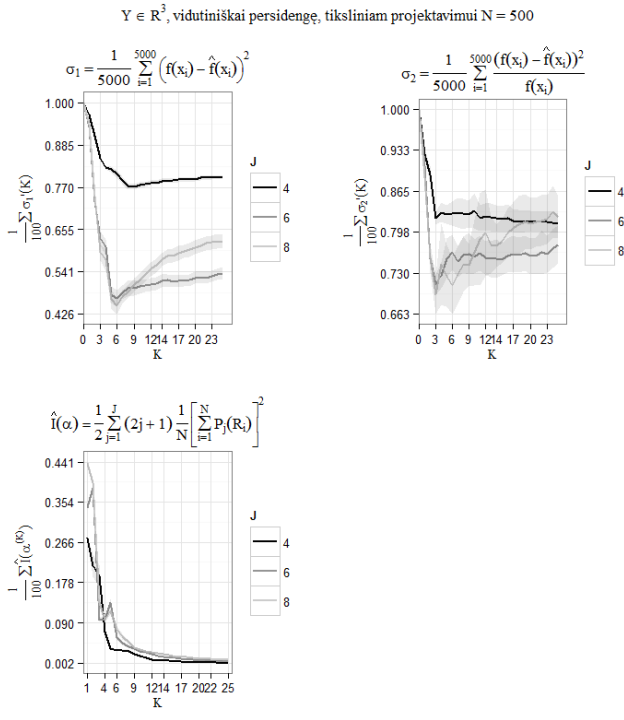 Y ∈ R³, vidutiniškai persidengę, tiksliniam projektavimui N = 500
σ₁ = 1/5000 ∑_{i=1}^{5000} (f(xᵢ) − f̂(xᵢ))²
1.000
0.885
0.770
0.655
0.541
0.426
1/100 ∑ σ₁'(K)
0 3 6 9 1214 17 20 23
K
J
4
6
8
σ₂ = 1/5000 ∑_{i=1}^{5000} (f(xᵢ) − f̂(xᵢ))² / f(xᵢ)
1.000
0.933
0.865
0.798
0.730
0.663
1/100 ∑ σ₂'(K)
0 3 6 9 1214 17 20 23
K
J
4
6
8
Î(α) = 1/2 ∑_{j=1}^{J} (2j + 1) 1/N [∑_{i=1}^{N} Pⱼ(Rᵢ)]²
0.441
0.354
0.266
0.178
0.090
0.002
1/100 ∑ Î(α^(K))
1 4 6 9 1214 17 2022 25
K
J
4
6
8